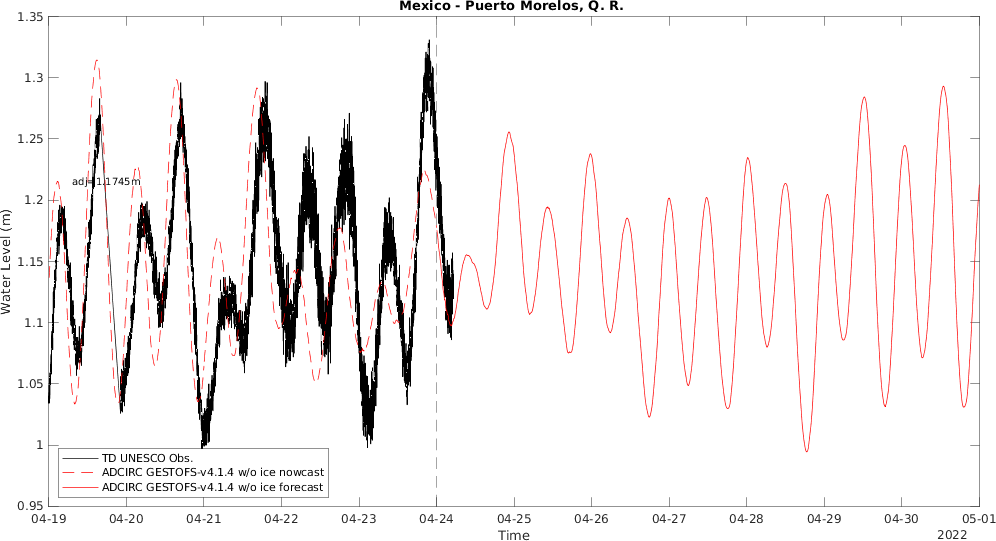 Mexico - Puerto Morelos, Q. R.
1.35
1.3
1.25
1.2
1.15
1.1
1.05
1
0.95
Water Level (m)
adj=1.1745m
TD UNESCO Obs.
ADCIRC GESTOFS-v4.1.4 w/o ice nowcast
ADCIRC GESTOFS-v4.1.4 w/o ice forecast
04-19 04-20 04-21 04-22 04-23 04-24 04-25 04-26 04-27 04-28 04-29 04-30 05-01
Time
2022